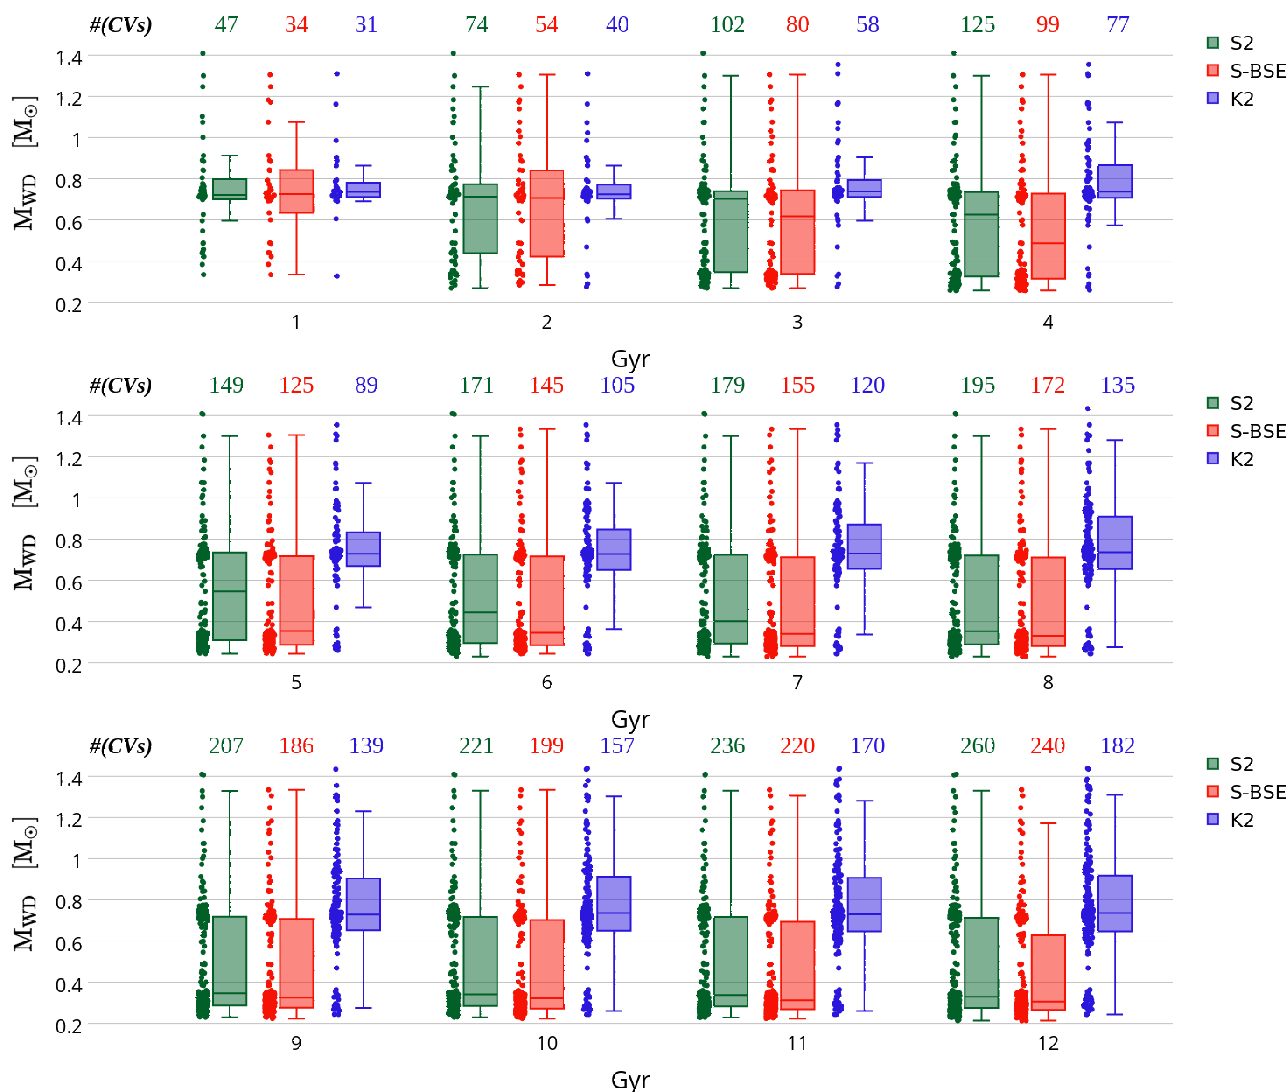 #(CVs) 47 34 31 74 54 40 102 80 58 125 99 77
S2
S-BSE
K2
1.4
1.2
1
0.8
0.6
0.4
0.2
M_WD [M_⊙]
1 2 3 4
Gyr
#(CVs) 149 125 89 171 145 105 179 155 120 195 172 135
S2
S-BSE
K2
1.4
1.2
1
0.8
0.6
0.4
0.2
M_WD [M_⊙]
5 6 7 8
Gyr
#(CVs) 207 186 139 221 199 157 236 220 170 260 240 182
S2
S-BSE
K2
1.4
1.2
1
0.8
0.6
0.4
0.2
M_WD [M_⊙]
9 10 11 12
Gyr